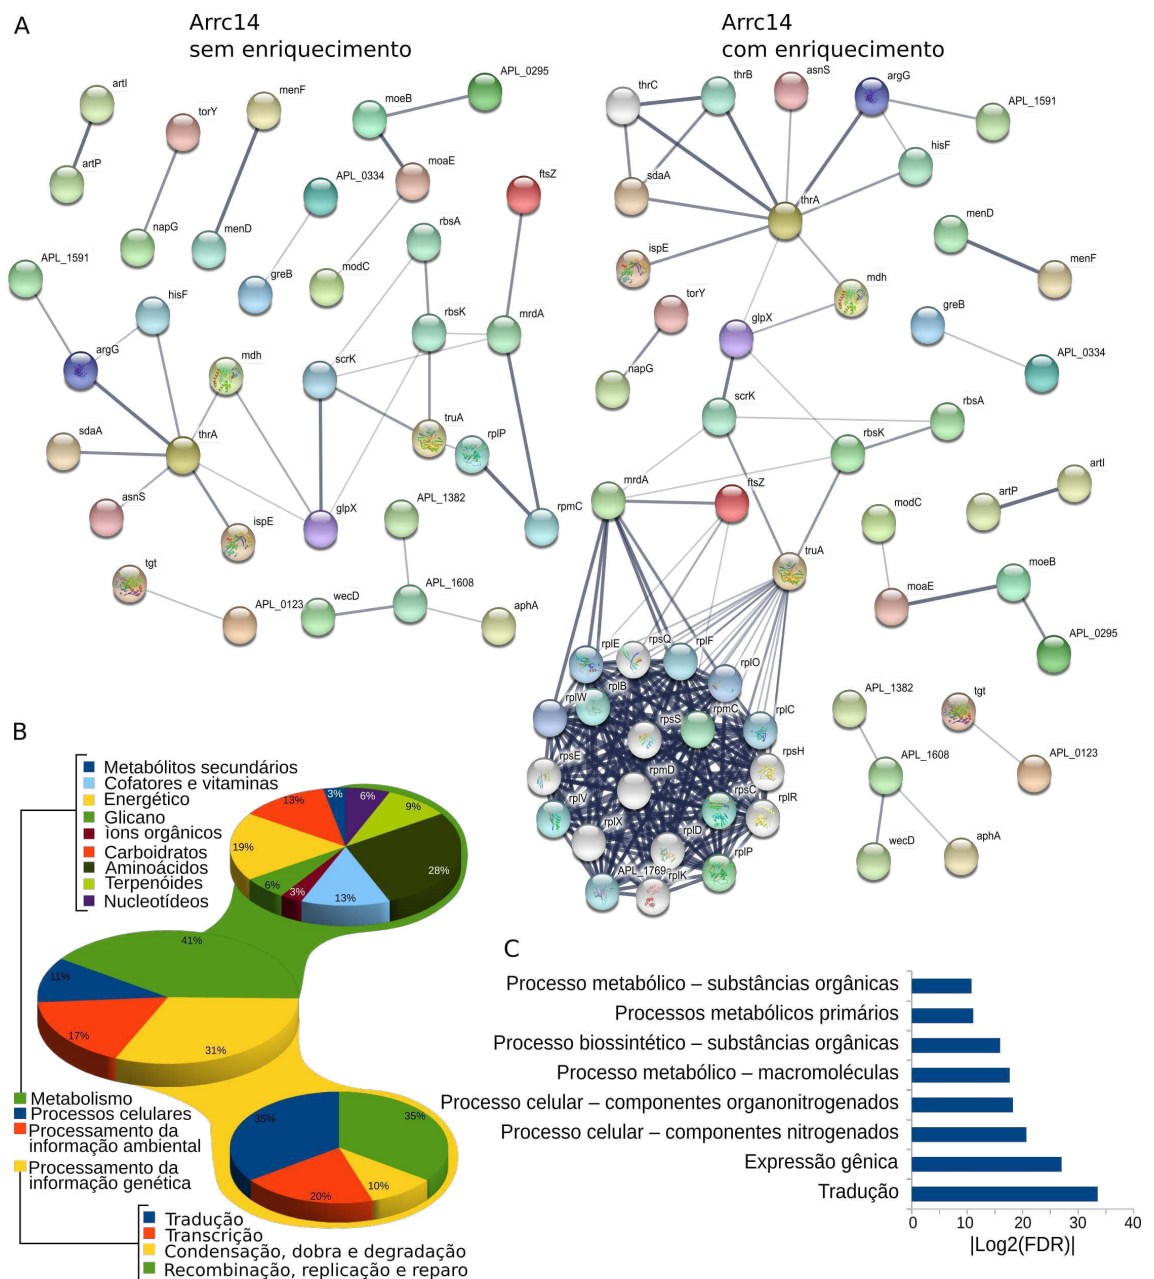 A
Arrc14
sem enriquecimento
artI
artP
torY
napG
menF
menD
moeB
APL_0295
moaE
modC
APL_0334
greB
ftsZ
rbsA
rbsK
mrdA
APL_1591
hisF
argG
mdh
scrK
sdaA
thrA
truA
rplP
asnS
ispE
glpX
rpmC
APL_1382
tgt
APL_0123
wecD
APL_1608
aphA
Arrc14
com enriquecimento
thrC
thrB
asnS
argG
APL_1591
hisF
sdaA
thrA
ispE
mdh
menD
menF
torY
napG
glpX
greB
APL_0334
scrK
rbsK
rbsA
mrdA
ftsZ
truA
modC
artP
artI
moaE
moeB
APL_0295
rplE
rpsQ
rplF
rplO
rplW
rplB
rpsS
rpmC
rplC
rpsE
rpmD
rpsH
rplV
rpsC
rplR
rplX
rplD
rplP
APL_1769
rplK
APL_1382
tgt
APL_1608
APL_0123
wecD
aphA
B
Metabólitos secundários
Cofatores e vitaminas
Energético
Glicano
ìons orgânicos
Carboidratos
Aminoácidos
Terpenóides
Nucleotídeos
13%
3%
6%
9%
19%
6%
3%
13%
28%
41%
11%
17%
31%
Metabolismo
Processos celulares
Processamento da
informação ambiental
Processamento da
informação genética
35%
35%
20%
10%
Tradução
Transcrição
Condensação, dobra e degradação
Recombinação, replicação e reparo
C
Processo metabólico – substâncias orgânicas
Processos metabólicos primários
Processo biossintético – substâncias orgânicas
Processo metabólico – macromoléculas
Processo celular – componentes organonitrogenados
Processo celular – componentes nitrogenados
Expressão gênica
Tradução
0 10 20 30 40
|Log2(FDR)|